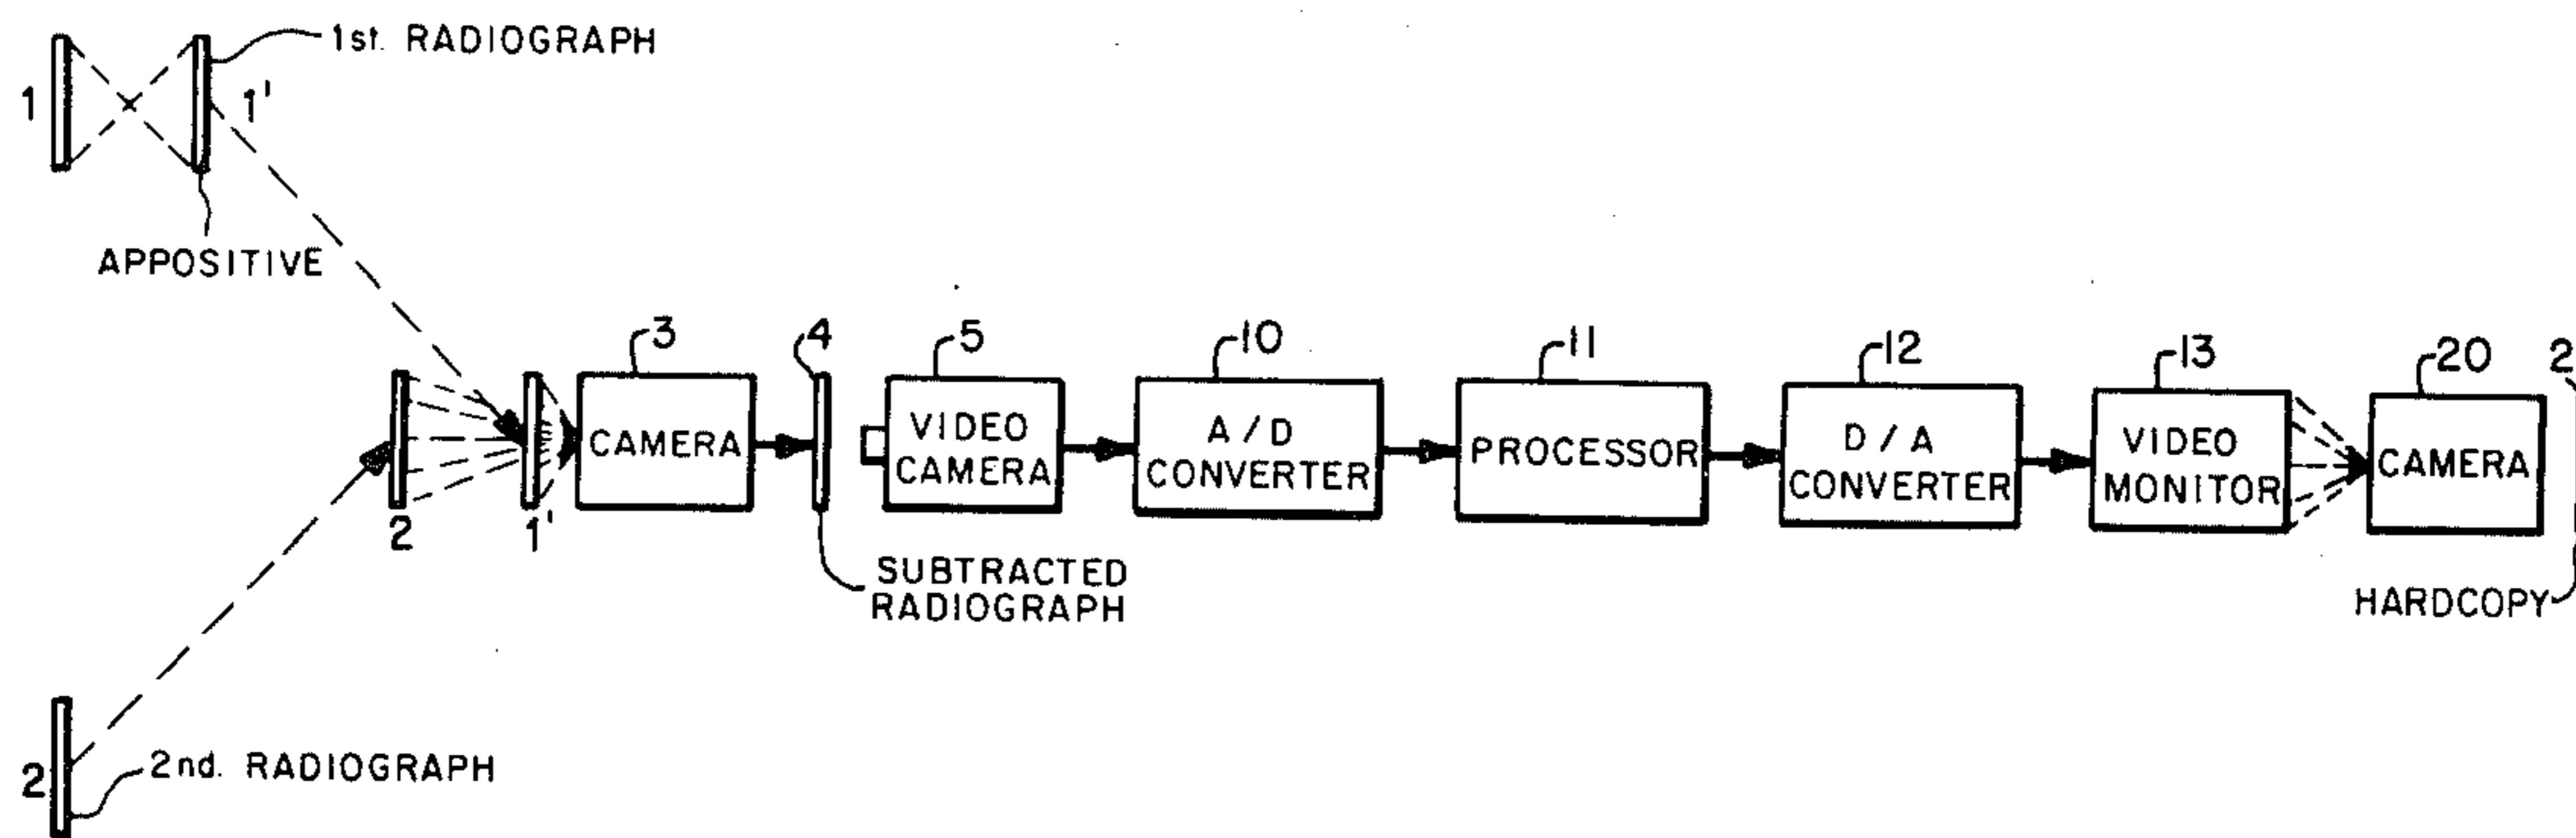 1st. RADIOGRAPH
1
1'
APPOSITIVE
3
4
5
10
11
12
13
20
2
CAMERA
VIDEO
CAMERA
A/D
CONVERTER
PROCESSOR
D/A
CONVERTER
VIDEO
MONITOR
CAMERA
2
1'
SUBTRACTED
RADIOGRAPH
HARDCOPY
2
2nd. RADIOGRAPH